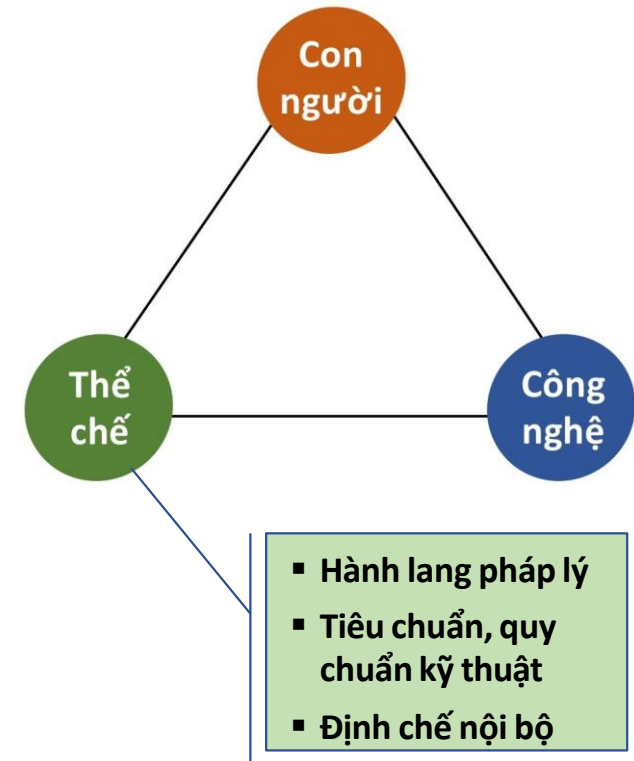 Con
người
Thể
chế
Công
nghệ
▪ Hành lang pháp lý
▪ Tiêu chuẩn, quy
chuẩn kỹ thuật
▪ Định chế nội bộ